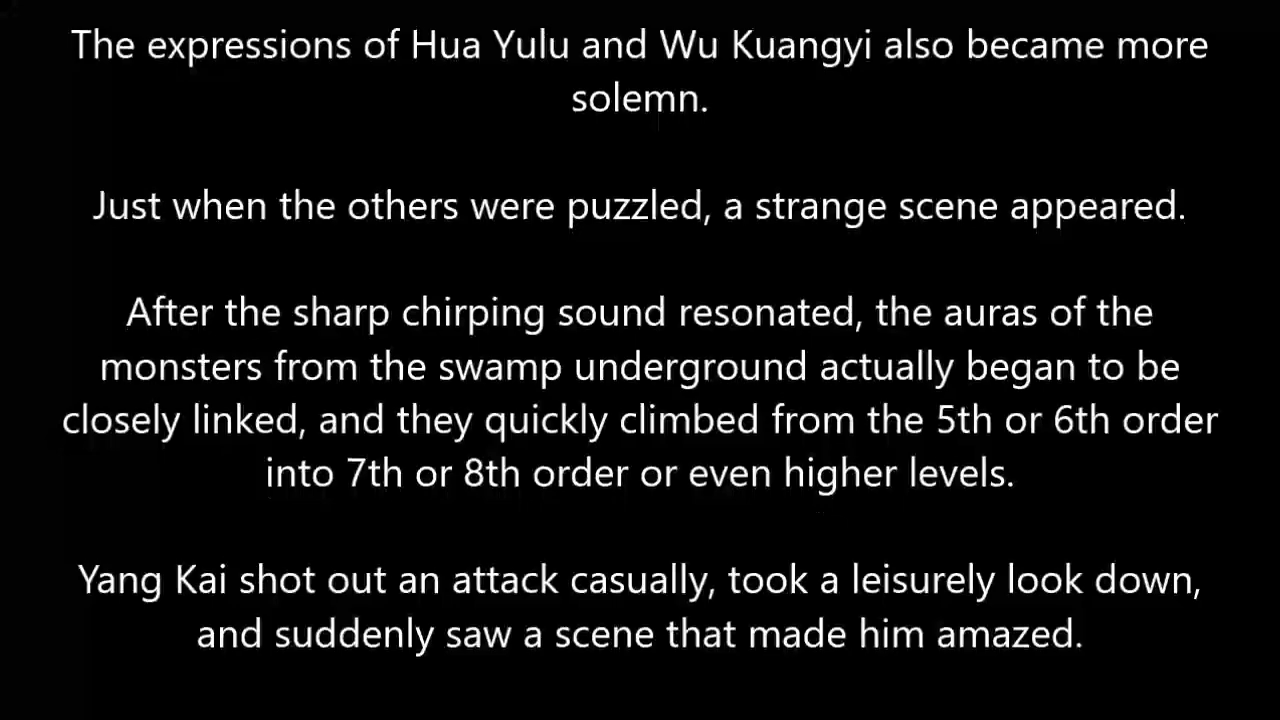 The expressions of Hua Yulu and Wu Kuangyi also became more
solemn.
Just when the others were puzzled, a strange scene appeared.
After the sharp chirping sound resonated, the auras of the
monsters from the swamp underground actually began to be
closely linked, and they quickly climbed from the 5th or 6th order
into 7th or 8th order or even higher levels.
Yang Kai shot out an attack casually, took a leisurely look down,
and suddenly saw a scene that made him amazed.